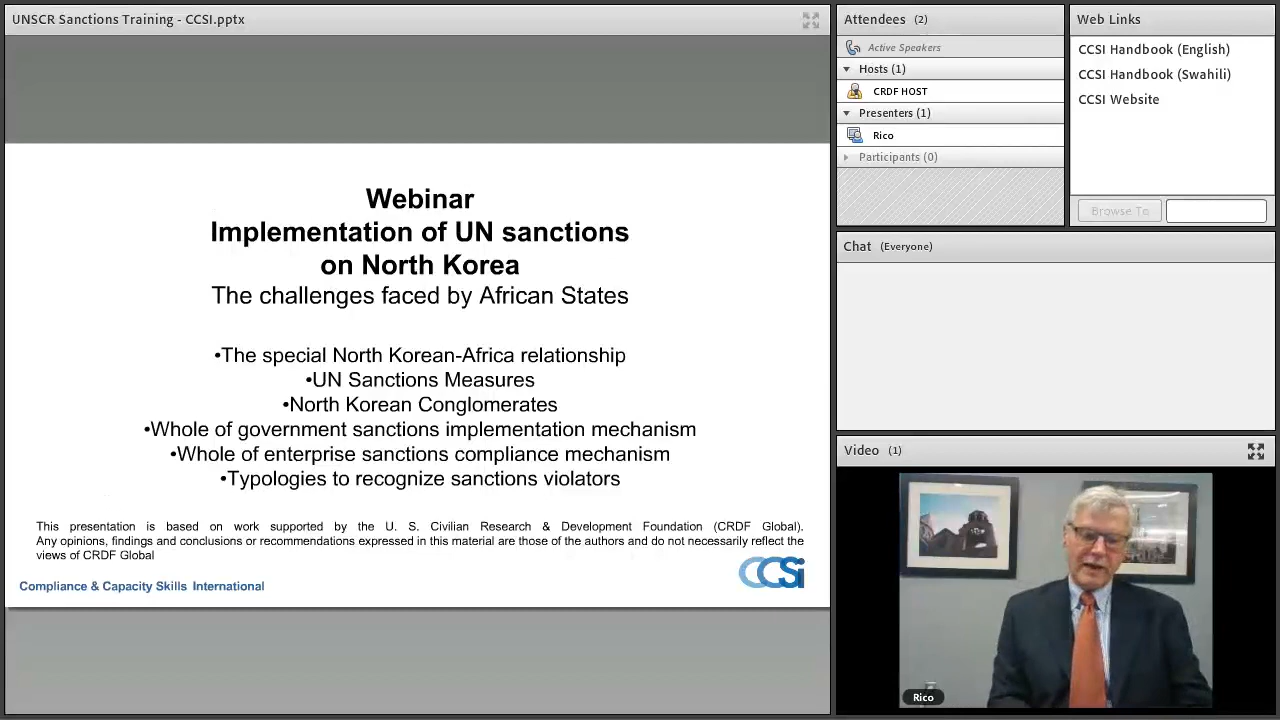 UNSCR Sanctions Training - CCSI.pptx
Webinar
Implementation of UN sanctions
on North Korea
The challenges faced by African States
•The special North Korean-Africa relationship
•UN Sanctions Measures
•North Korean Conglomerates
•Whole of government sanctions implementation mechanism
•Whole of enterprise sanctions compliance mechanism
•Typologies to recognize sanctions violators
This presentation is based on work supported by the U. S. Civilian Research & Development Foundation (CRDF Global).
Any opinions, findings and conclusions or recommendations expressed in this material are those of the authors and do not necessarily reflect the
views of CRDF Global
Compliance & Capacity Skills International
CCSi
Attendees (2)
Active Speakers
Hosts (1)
CRDF HOST
Presenters (1)
Rico
Participants (0)
Web Links
CCSI Handbook (English)
CCSI Handbook (Swahili)
CCSI Website
Browse To
Chat (Everyone)
Video (1)
Rico